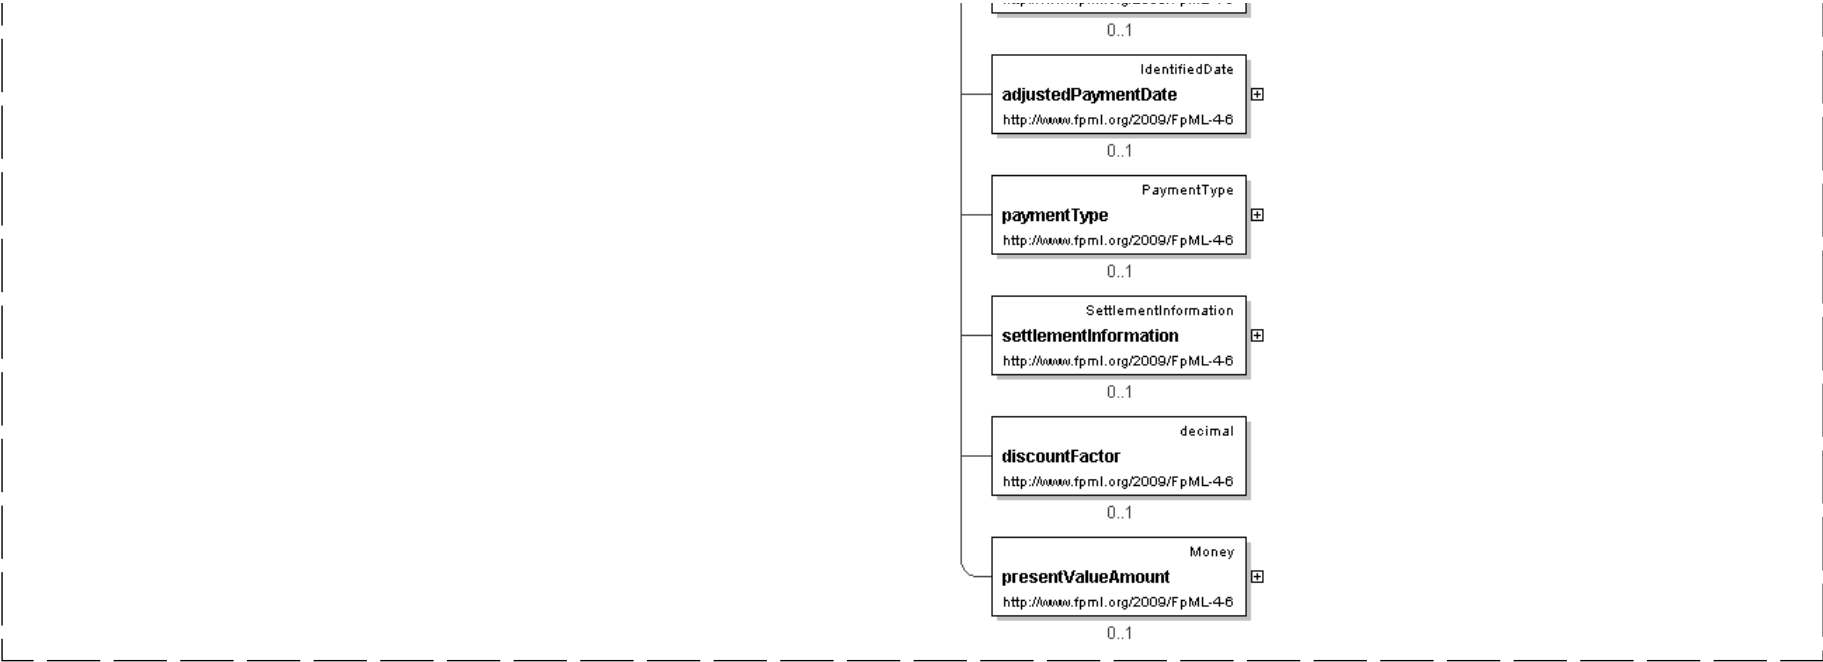 0..1
IdentifiedDate
adjustedPaymentDate
http://www.fpml.org/2009/FpML-4-6
0..1
PaymentType
paymentType
http://www.fpml.org/2009/FpML-4-6
0..1
SettlementInformation
settlementInformation
http://www.fpml.org/2009/FpML-4-6
0..1
decimal
discountFactor
http://www.fpml.org/2009/FpML-4-6
0..1
Money
presentValueAmount
http://www.fpml.org/2009/FpML-4-6
0..1